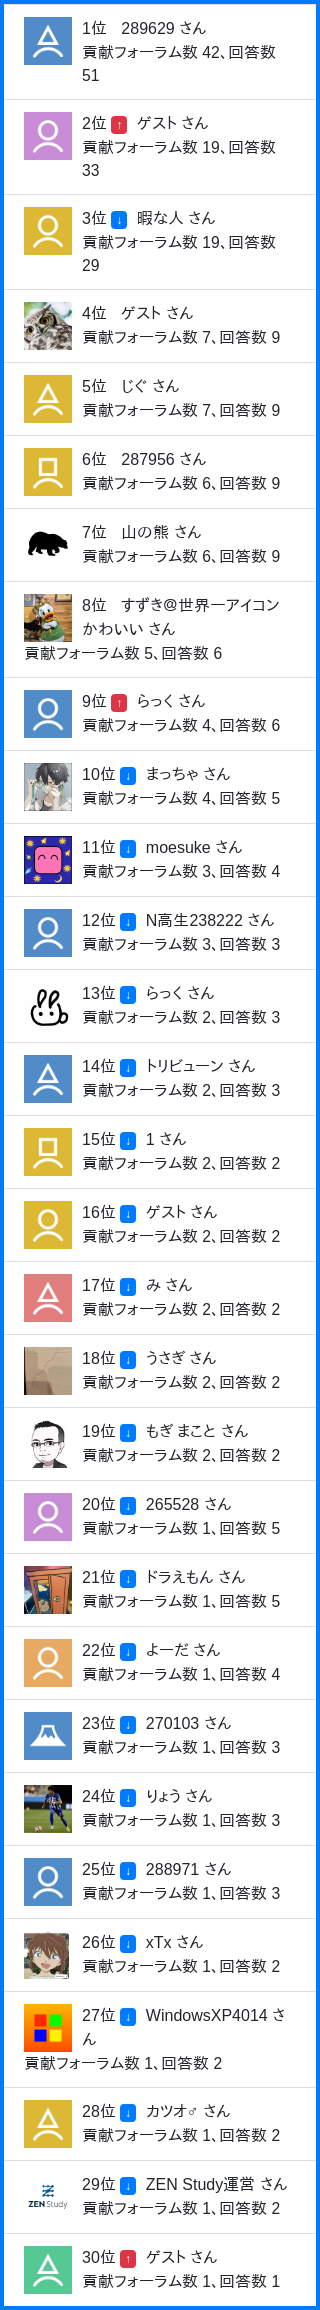 1位 289629 さん
貢献フォーラム数 42、回答数
51
2位 ↑ ゲスト さん
貢献フォーラム数 19、回答数
33
3位 ↓ 暇な人 さん
貢献フォーラム数 19、回答数
29
4位 ゲスト さん
貢献フォーラム数 7、回答数 9
5位 じぐ さん
貢献フォーラム数 7、回答数 9
6位 287956 さん
貢献フォーラム数 6、回答数 9
7位 山の熊 さん
貢献フォーラム数 6、回答数 9
8位 すずき@世界一アイコン
かわいい さん
貢献フォーラム数 5、回答数 6
9位 ↑ らっく さん
貢献フォーラム数 4、回答数 6
10位 ↓ まっちゃ さん
貢献フォーラム数 4、回答数 5
11位 ↓ moesuke さん
貢献フォーラム数 3、回答数 4
12位 ↓ N高生238222 さん
貢献フォーラム数 3、回答数 3
13位 ↓ らっく さん
貢献フォーラム数 2、回答数 3
14位 ↓ トリビューン さん
貢献フォーラム数 2、回答数 3
15位 ↓ 1 さん
貢献フォーラム数 2、回答数 2
16位 ↓ ゲスト さん
貢献フォーラム数 2、回答数 2
17位 ↓ み さん
貢献フォーラム数 2、回答数 2
18位 ↓ うさぎ さん
貢献フォーラム数 2、回答数 2
19位 ↓ もぎ まこと さん
貢献フォーラム数 2、回答数 2
20位 ↓ 265528 さん
貢献フォーラム数 1、回答数 5
21位 ↓ ドラえもん さん
貢献フォーラム数 1、回答数 5
22位 ↓ よーだ さん
貢献フォーラム数 1、回答数 4
23位 ↓ 270103 さん
貢献フォーラム数 1、回答数 3
24位 ↓ りょう さん
貢献フォーラム数 1、回答数 3
25位 ↓ 288971 さん
貢献フォーラム数 1、回答数 3
26位 ↓ xTx さん
貢献フォーラム数 1、回答数 2
27位 ↓ WindowsXP4014 さ
ん
貢献フォーラム数 1、回答数 2
28位 ↓ カツオ♂ さん
貢献フォーラム数 1、回答数 2
ZEN Study
29位 ↓ ZEN Study運営 さん
貢献フォーラム数 1、回答数 2
30位 ↑ ゲスト さん
貢献フォーラム数 1、回答数 1